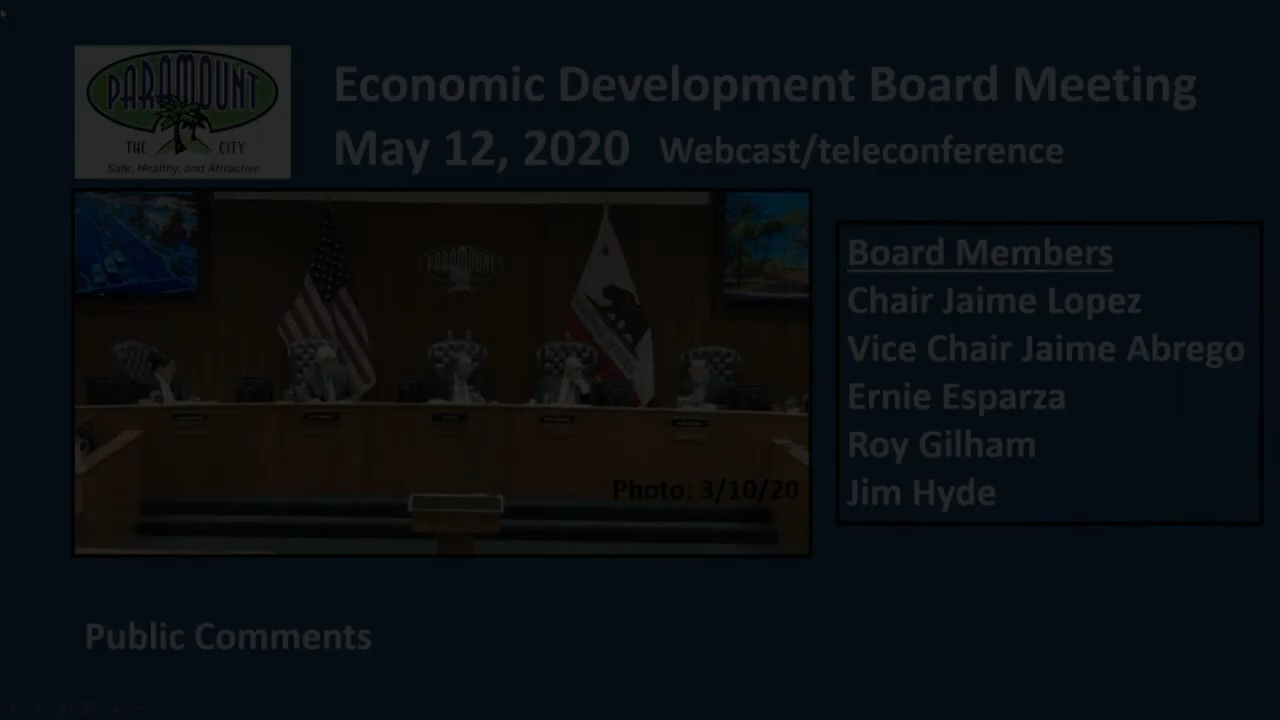 PARAMOUNT
THE CITY
Safe, Healthy, and Attractive
Economic Development Board Meeting
May 12, 2020 Webcast/teleconference
PARAMOUNT
Photo: 3/10/20
Board Members
Chair Jaime Lopez
Vice Chair Jaime Abrego
Ernie Esparza
Roy Gilham
Jim Hyde
Public Comments